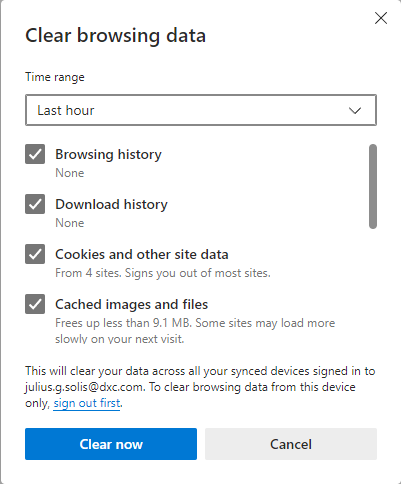 Clear browsing data
Time range
Last hour
Browsing history
None
Download history
None
Cookies and other site data
From 4 sites. Signs you out of most sites.
Cached images and files
Frees up less than 9.1 MB. Some sites may load more
slowly on your next visit.
This will clear your data across all your synced devices signed in to
julius.g.solis@dxc.com. To clear browsing data from this device
only, sign out first.
Clear now
Cancel